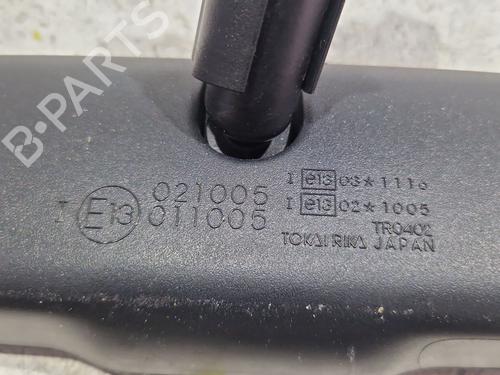 B-PARTS
I E13 021005
011005
I e13 03*1116
I e13 02*1005
TR0402
TOKAI RIKA JAPAN